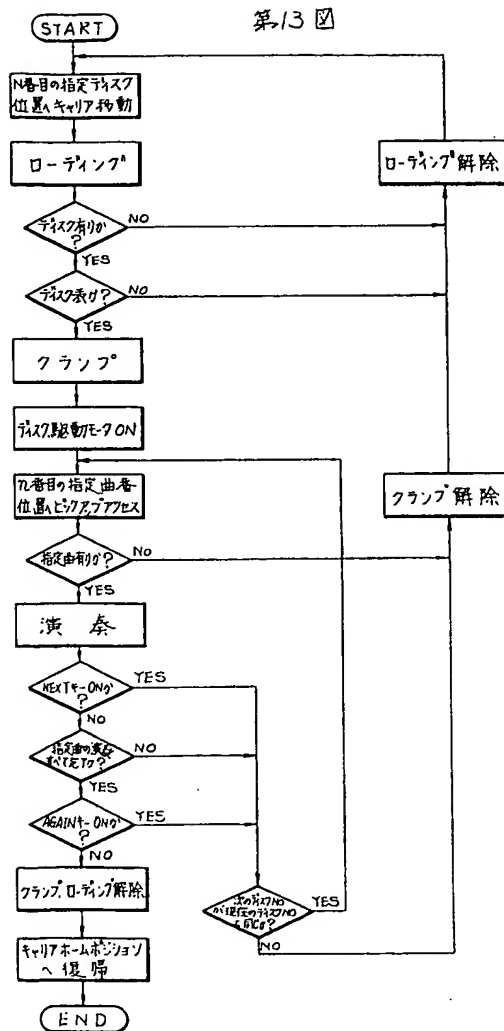 第13図
START
N番目の指定ディスク
位置へキャリア移動
ローディング
ローディング解除
ディスク有りか
?
NO
YES
ディスク表か?
NO
YES
クランプ
ディスク駆動モータON
n番目の指定曲番
位置へピックアップアクセス
クランプ解除
指定曲有りか?
NO
YES
演奏
NEXTキーONか
?
YES
NO
指定曲の演奏
すべて完了か?
NO
YES
AGAINキーONか
?
YES
NO
クランプ、ローディング解除
次のディスクNO
が現在のディスクNO
と同じか?
YES
NO
キャリアホームポジション
へ復帰
END